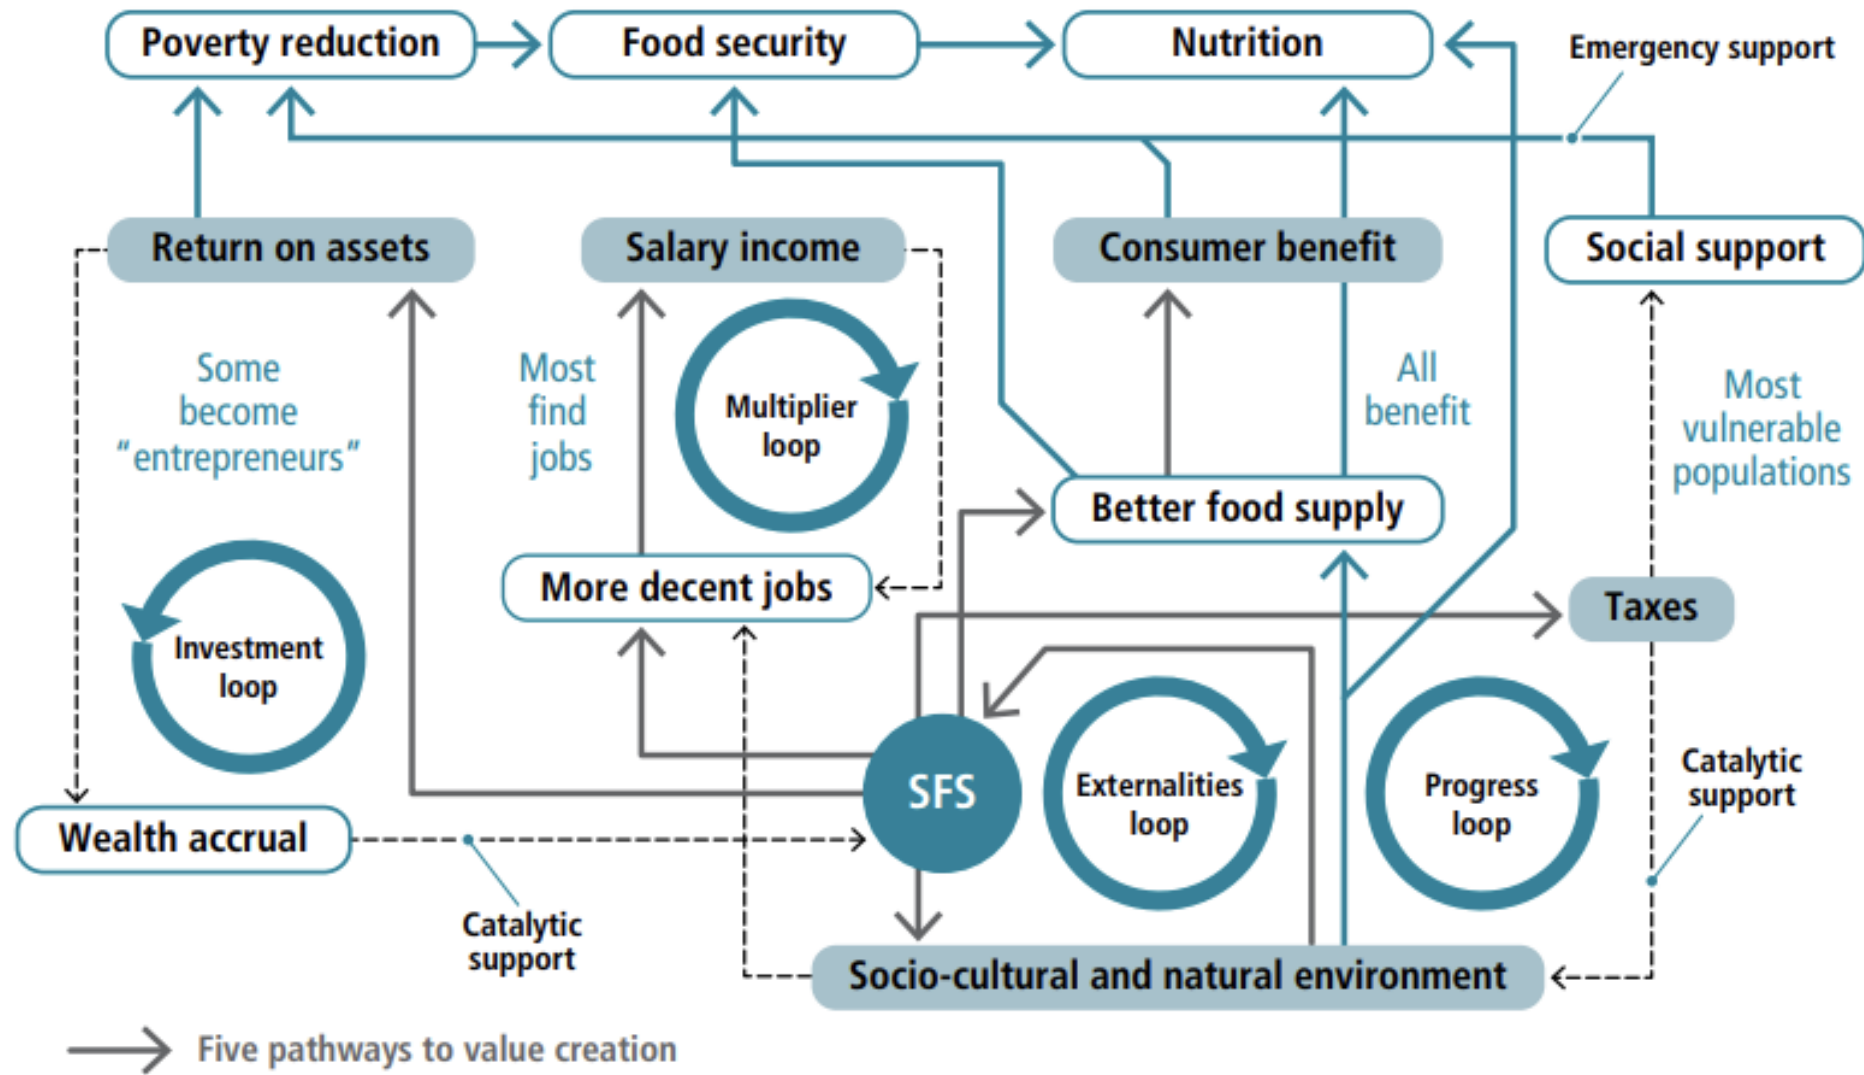 Poverty reduction
Food security
Nutrition
Emergency support
Return on assets
Salary income
Consumer benefit
Social support
Some
become
“entrepreneurs”
Most
find
jobs
Multiplier
loop
All
benefit
Most
vulnerable
populations
Better food supply
More decent jobs
Taxes
Investment
loop
SFS
Externalities
loop
Progress
loop
Catalytic
support
Wealth accrual
Catalytic
support
Socio-cultural and natural environment
Five pathways to value creation